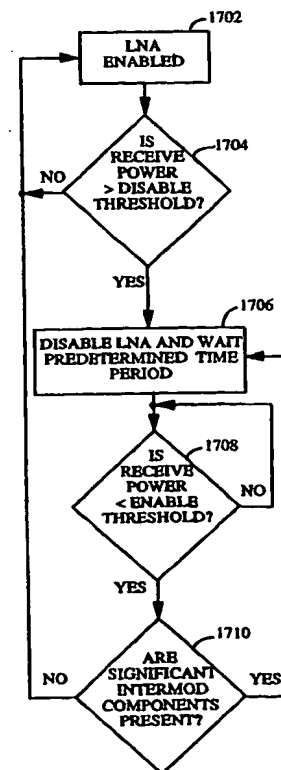 1702
LNA
ENABLED
1704
IS
RECEIVE
POWER
> DISABLE
THRESHOLD?
NO
YES
1706
DISABLE LNA AND WAIT
PREDETERMINED TIME
PERIOD
1708
IS
RECEIVE
POWER
< ENABLE
THRESHOLD?
NO
YES
1710
ARE
SIGNIFICANT
INTERMOD
COMPONENTS
PRESENT?
NO
YES